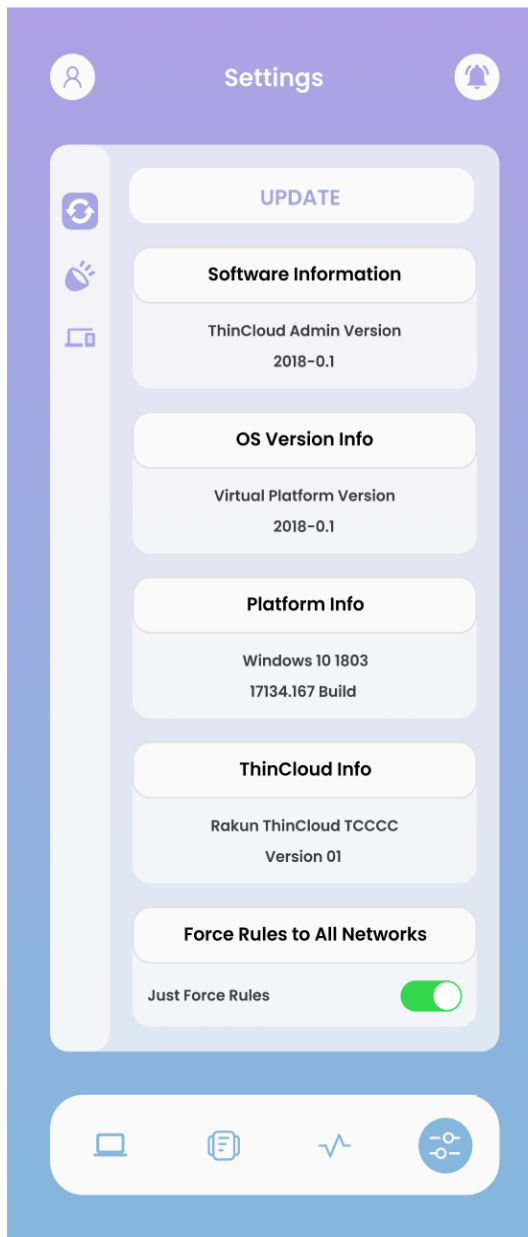 Settings
UPDATE
Software Information
ThinCloud Admin Version
2018-0.1
OS Version Info
Virtual Platform Version
2018-0.1
Platform Info
Windows 10 1803
17134.167 Build
ThinCloud Info
Rakun ThinCloud TCCCC
Version 01
Force Rules to All Networks
Just Force Rules